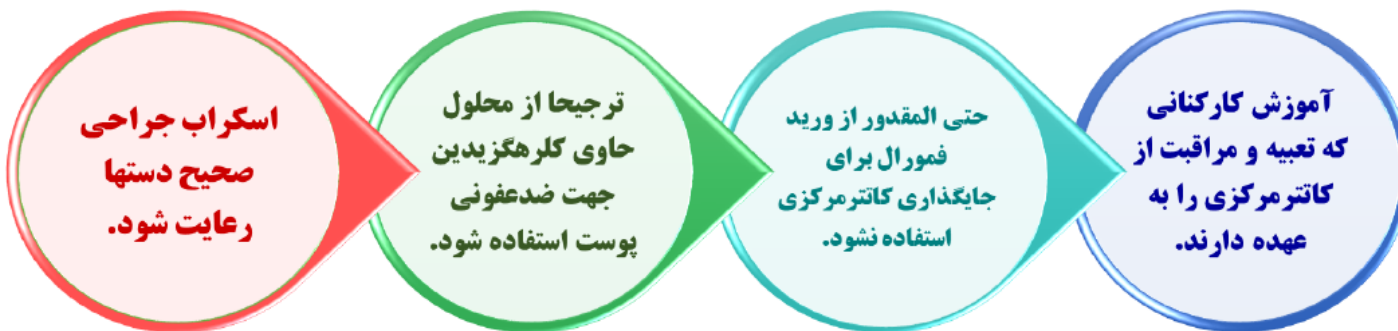 آموزش کارکنانی
که تعبیه و مراقبت از
کاتترمرکزی را به
عهده دارند.
حتی المقدور از ورید
فمورال برای
جایگذاری کاتترمرکزی
استفاده نشود.
ترجیحا از محلول
حاوی کلرهگزیدین
جهت ضدعفونی
پوست استفاده شود.
اسکراب جراحی
صحیح دستها
رعایت شود.